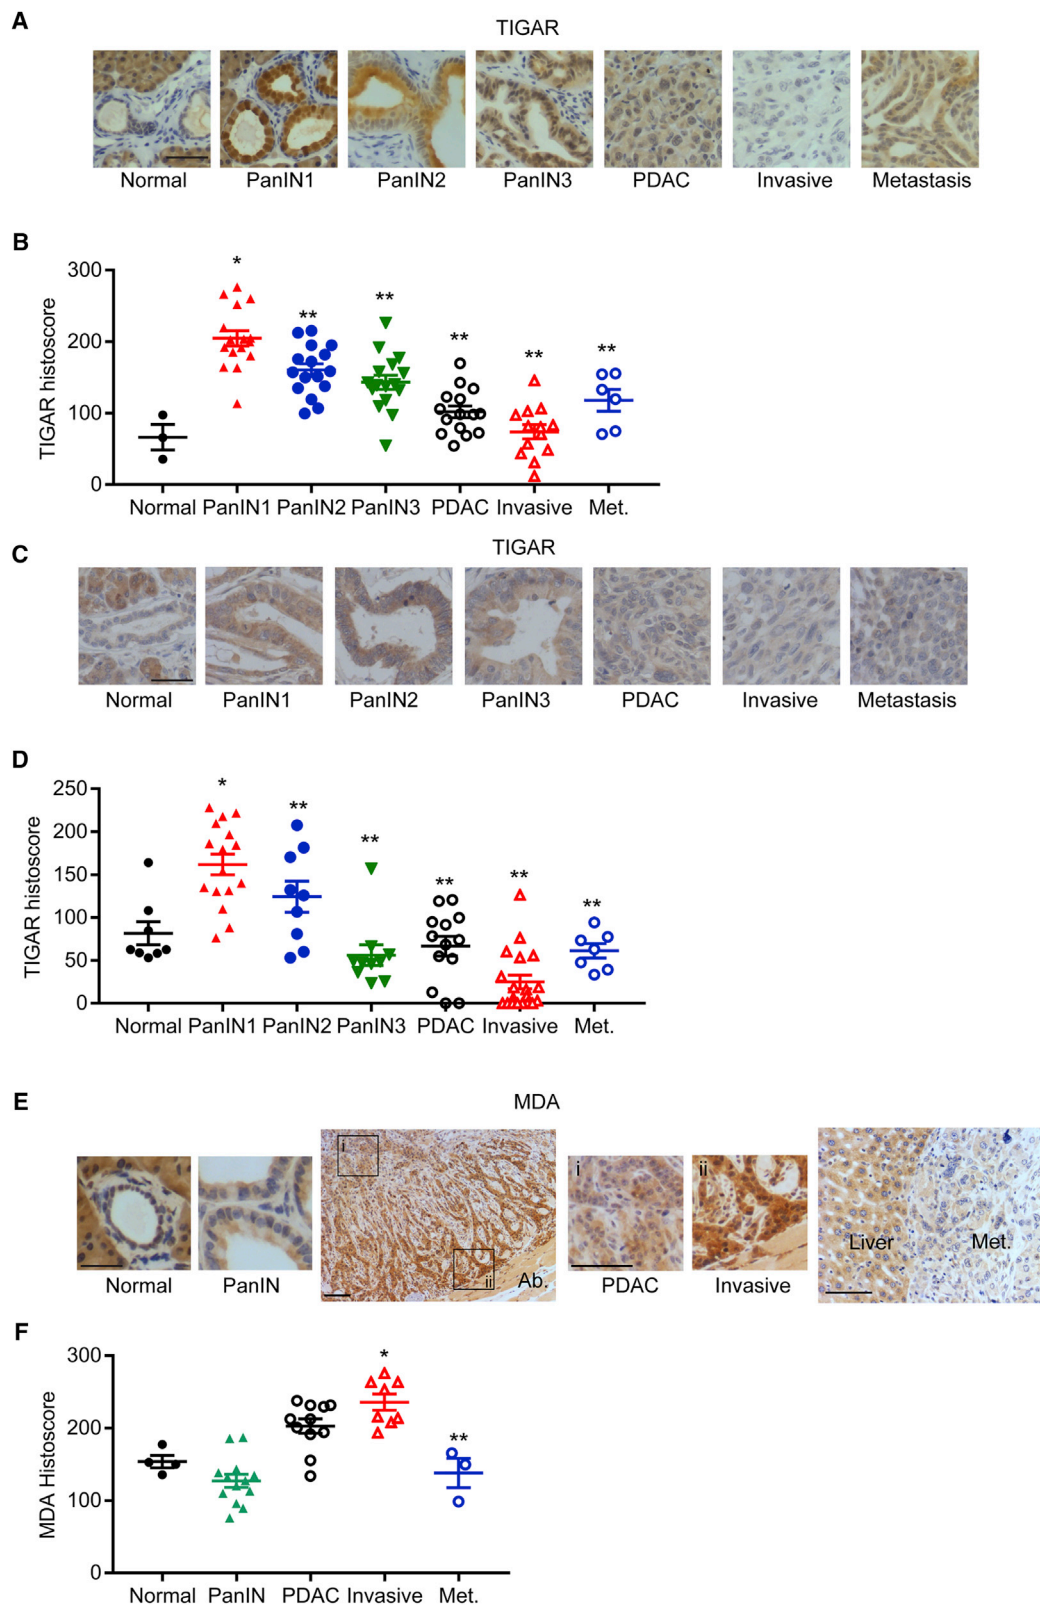 A
TIGAR
Normal PanIN1 PanIN2 PanIN3 PDAC Invasive Metastasis
B
TIGAR histoscore
300
200
100
0
* ** ** ** ** **
Normal PanIN1 PanIN2 PanIN3 PDAC Invasive Met.
C
TIGAR
Normal PanIN1 PanIN2 PanIN3 PDAC Invasive Metastasis
D
TIGAR histoscore
250
200
150
100
50
0
* ** ** ** ** **
Normal PanIN1 PanIN2 PanIN3 PDAC Invasive Met.
E
MDA
i
ii
Ab.
i
ii
Liver Met.
Normal PanIN PDAC Invasive
F
MDA Histoscore
300
200
100
0
* **
Normal PanIN PDAC Invasive Met.